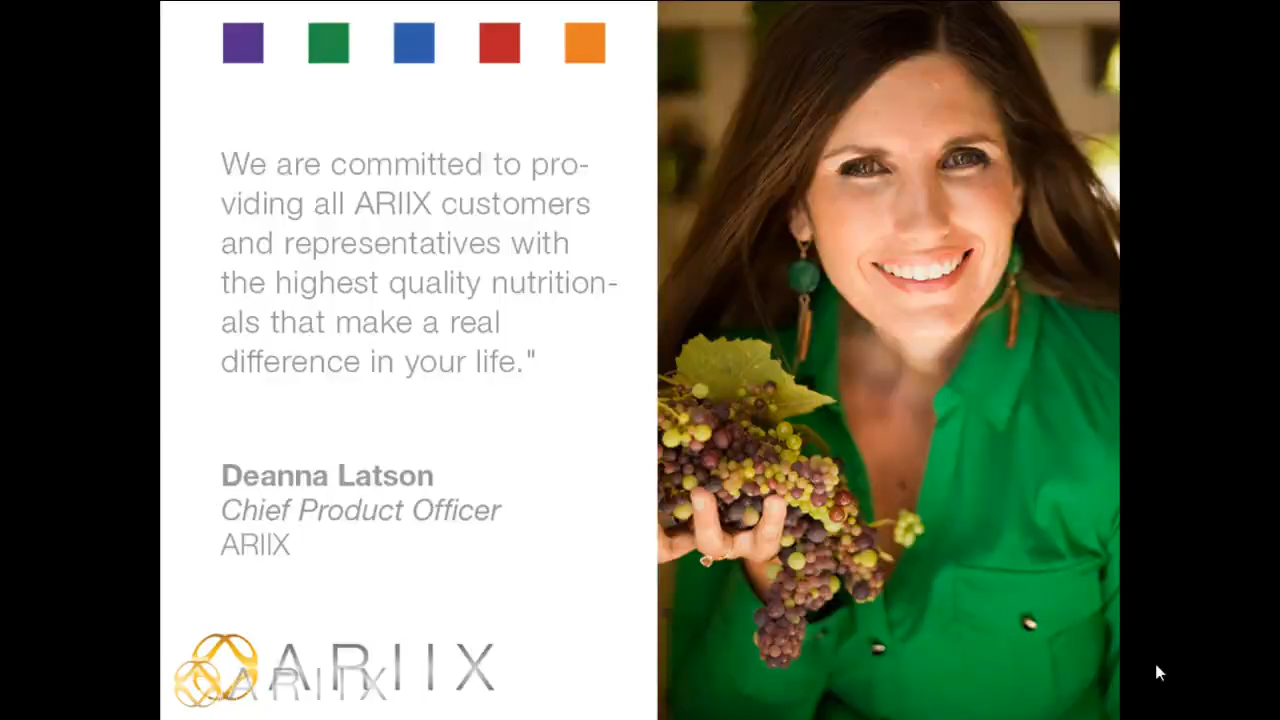 We are committed to pro-
viding all ARIIX customers
and representatives with
the highest quality nutrition-
als that make a real
difference in your life."
Deanna Latson
Chief Product Officer
ARIIX
ARIIX
ARIIX